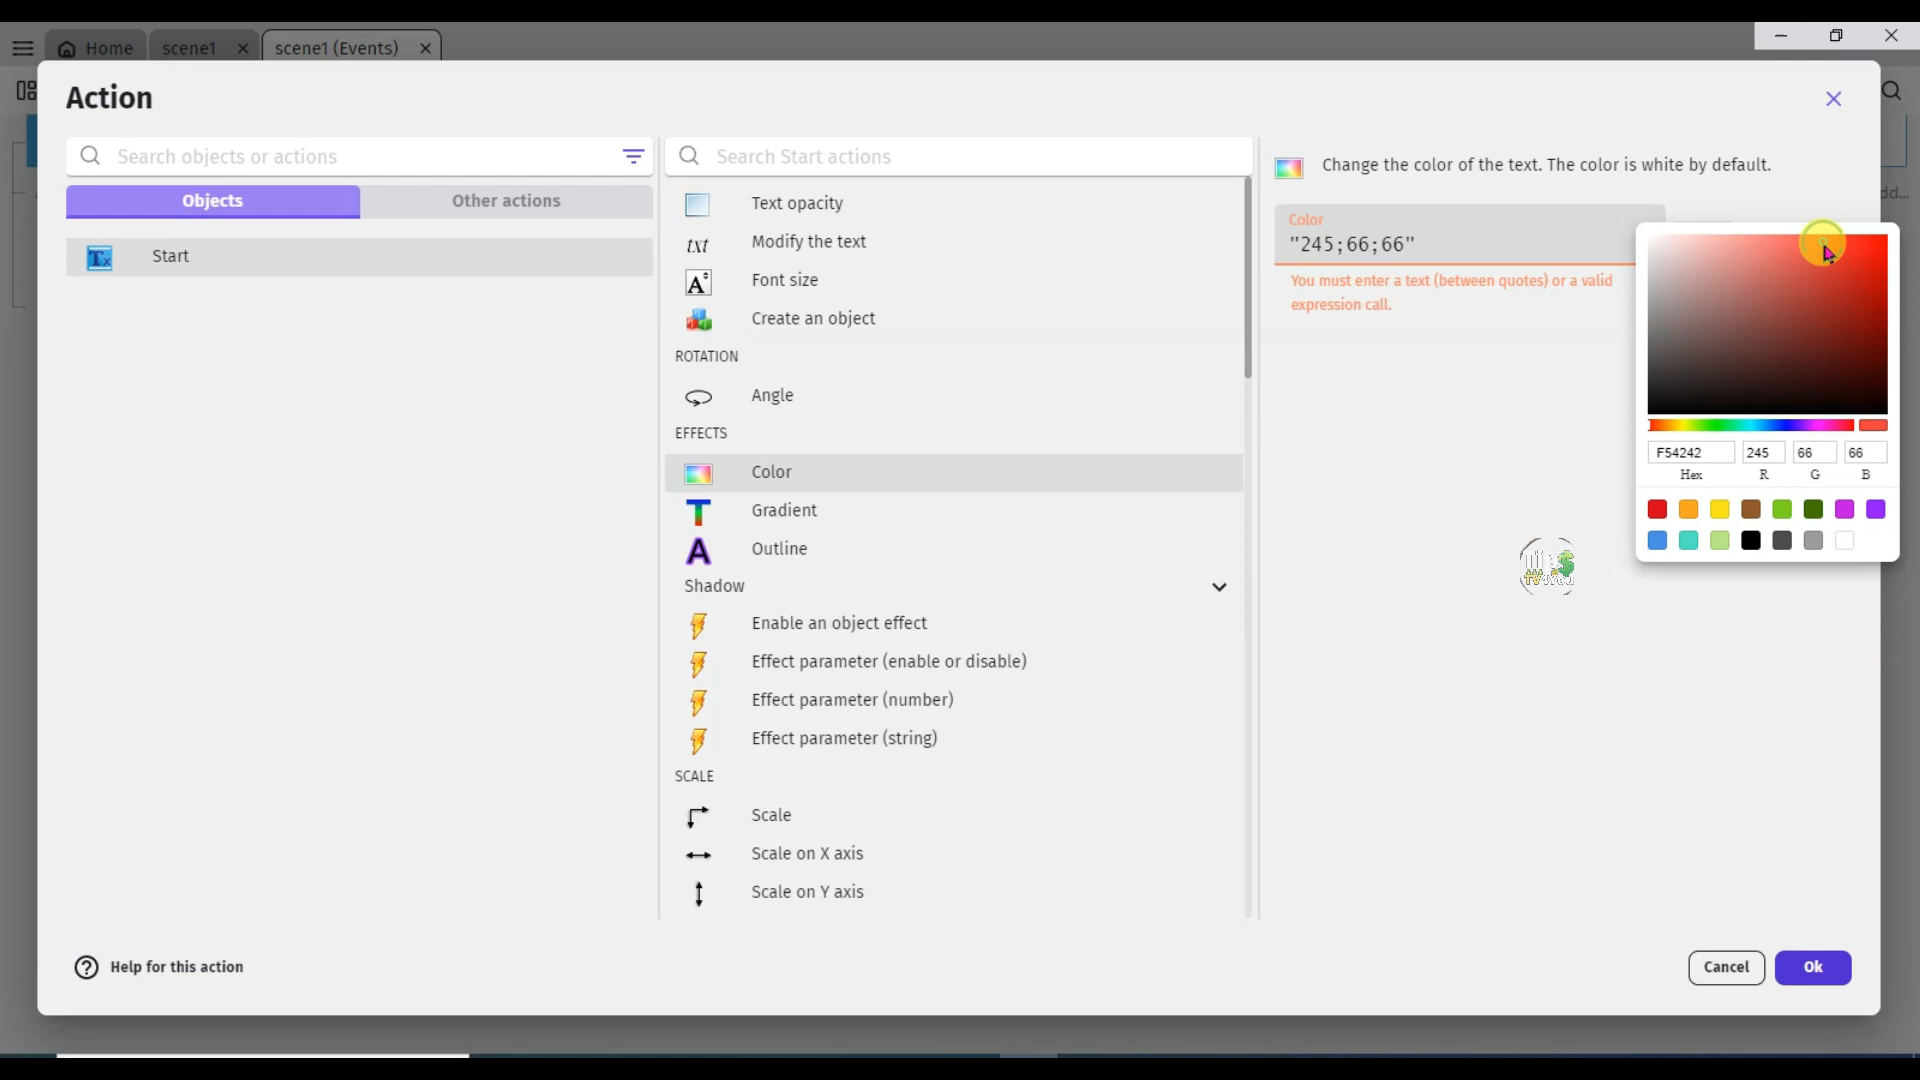 Home
scene1
scene1 (Events)
Action
Search objects or actions
Objects
Other actions
Start
Search Start actions
Text opacity
txt
Modify the text
A
Font size
Create an object
ROTATION
Angle
EFFECTS
Color
T
Gradient
A
Outline
Shadow
Enable an object effect
Effect parameter (enable or disable)
Effect parameter (number)
Effect parameter (string)
SCALE
Scale
Scale on X axis
Scale on Y axis
Change the color of the text. The color is white by default.
Color
"245;66;66"
You must enter a text (between quotes) or a valid
expression call.
dd...
F54242 245 66 66
Hex R G B
Help for this action
Cancel
Ok